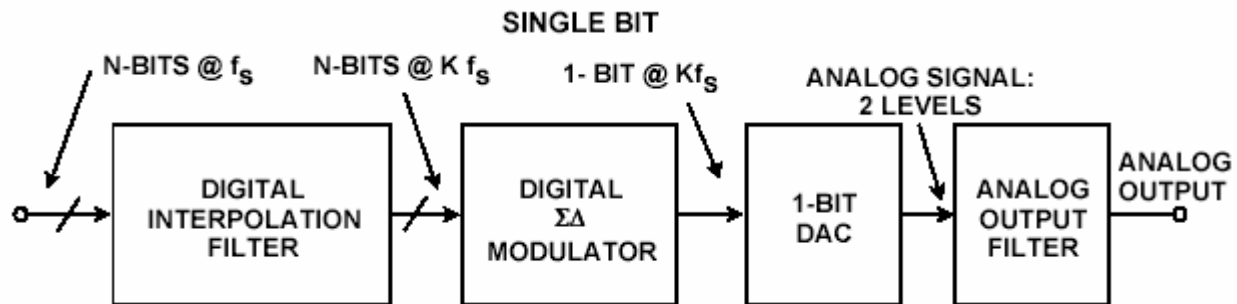 SINGLE BIT
N-BITS @ fS
N-BITS @ K fS
1- BIT @ KfS
ANALOG SIGNAL:
2 LEVELS
DIGITAL
INTERPOLATION
FILTER
DIGITAL
ΣΔ
MODULATOR
1-BIT
DAC
ANALOG
OUTPUT
FILTER
ANALOG
OUTPUT